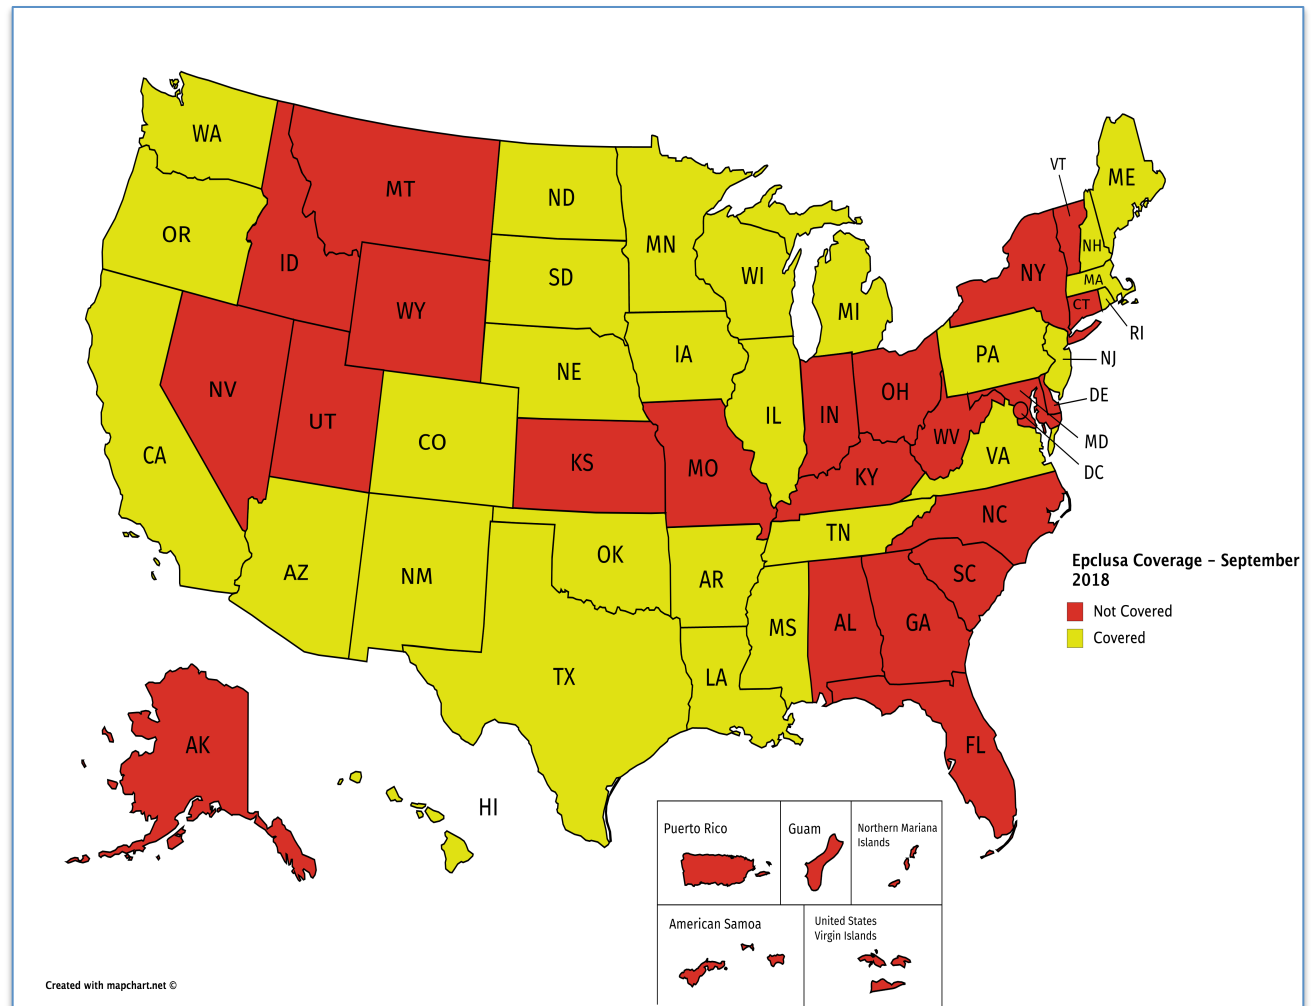 WA
MT
ND
MN
VT
ME
OR
ID
SD
WI
MI
NY
NH
MA
CT
RI
WY
NE
IA
PA
NJ
NV
UT
CO
IL
IN
OH
DE
CA
KS
MO
KY
WV
VA
MD
DC
AZ
NM
OK
AR
TN
NC
SC
Epclusa Coverage – September
2018
Not Covered
Covered
TX
LA
MS
AL
GA
AK
HI
FL
Puerto Rico
Guam
Northern Mariana
Islands
American Samoa
United States
Virgin Islands
Created with mapchart.net ©